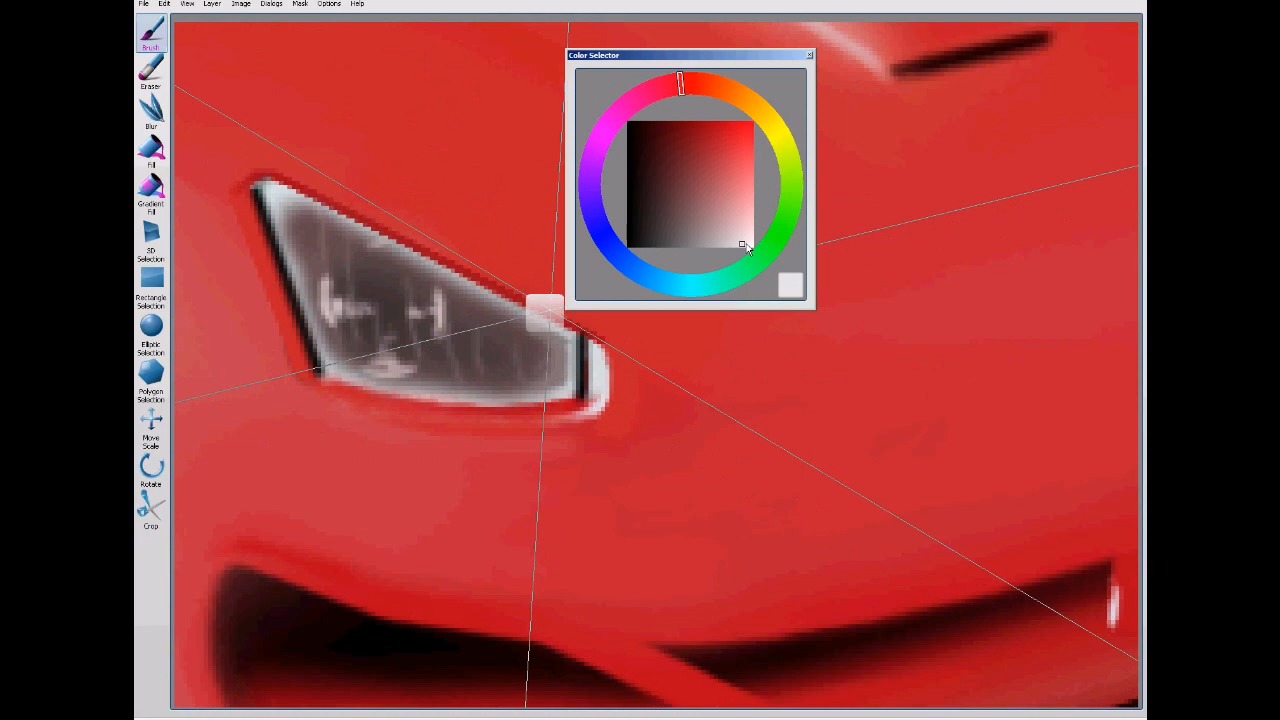 File Edit View Layer Image Dialogs Mask Options Help
Brush
Eraser
Blur
Fill
Gradient
Fill
3D
Selection
Rectangle
Selection
Elliptic
Selection
Polygon
Selection
Move
Scale
Rotate
Crop
Color Selector